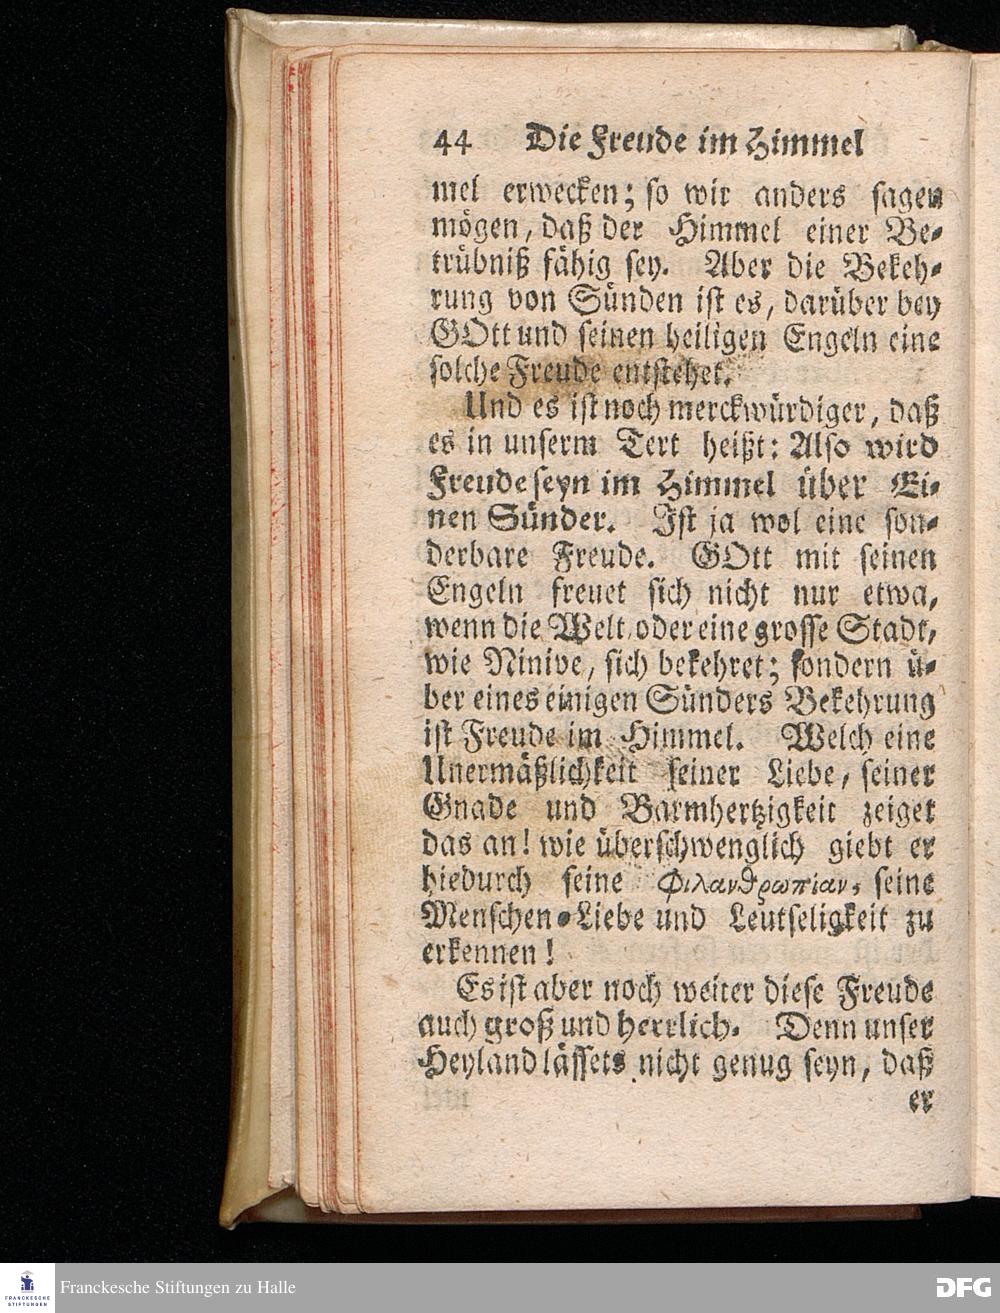 44 Die Freude im Himmel
mel erwecken; so wir anders sagen
mögen, daß der Himmel einer Be-
trübniß fähig sey. Aber die Bekeh-
rung von Sünden ist es, darüber bey
GOtt und seinen heiligen Engeln eine
solche Freude entstehet.
Und es ist noch merckwürdiger, daß
es in unserm Text heißt: Also wird
Freude seyn im Himmel über Ei-
nen Sünder. Ist ja wol eine son-
derbare Freude. GOtt mit seinen
Engeln freuet sich nicht nur etwa,
wenn die Welt, oder eine grosse Stadt,
wie Ninive, sich bekehret; sondern ü-
ber eines einigen Sünders Bekehrung
ist Freude im Himmel. Welch eine
Unermäßlichkeit seiner Liebe, seiner
Gnade und Barmhertzigkeit zeiget
das an! wie überschwenglich giebt er
hiedurch seine Φιλανθρωπίαν, seine
Menschen-Liebe und Leutseligkeit zu
erkennen!
Es ist aber noch weiter diese Freude
auch groß und herrlich. Denn unser
Heyland lässets nicht genug seyn, daß
er
FRANCKESCHE
STIFTUNGEN
Franckesche Stiftungen zu Halle
DFG